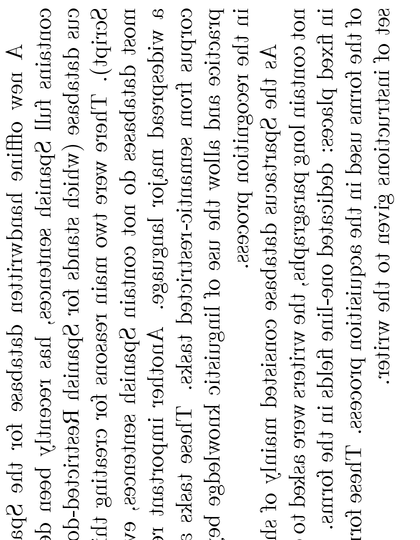 A new offline handwritten database for the Spa
contains full Spanish sentences, has recently been de
cus database (which stands for Spanish Restricted-do
Script). There were two main reasons for creating thi
most databases do not contain Spanish sentences, ev
a widespread major language. Another important re
corpus from semantic-restricted tasks. These tasks a
practice and allow the use of linguistic knowledge be
in the recognition process.
As the Spartacus database consisted mainly of sh
not contain long paragraphs, the writers were asked to c
in fixed places: dedicated one-line fields in the forms.
of the forms used in the acquisition process. These form
set of instructions given to the writer.